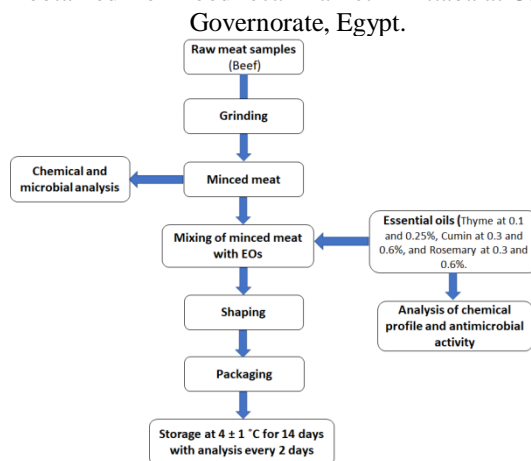 Governorate, Egypt.
Raw meat samples
(Beef)
Grinding
Chemical and
microbial analysis
Minced meat
Mixing of minced meat
with EOs
Essential oils (Thyme at 0.1
and 0.25%, Cumin at 0.3 and
0.6%, and Rosemary at 0.3 and
0.6%.
Shaping
Analysis of chemical
profile and antimicrobial
activity
Packaging
Storage at 4 ± 1 ˚C for 14 days
with analysis every 2 days